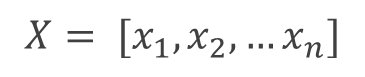 X = [x₁, x₂, … xₙ]